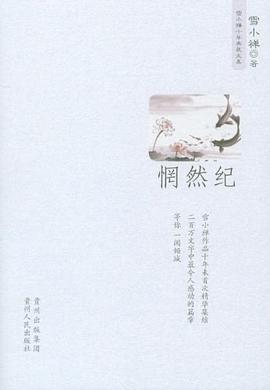 雪小禅十年典藏文集
雪小禅◎著
惘然纪
雪小禅作品十年来首次精华集结
二百万文字中最令人感动的篇章
等你一阅倾城
贵州出版集团
贵州人民出版社